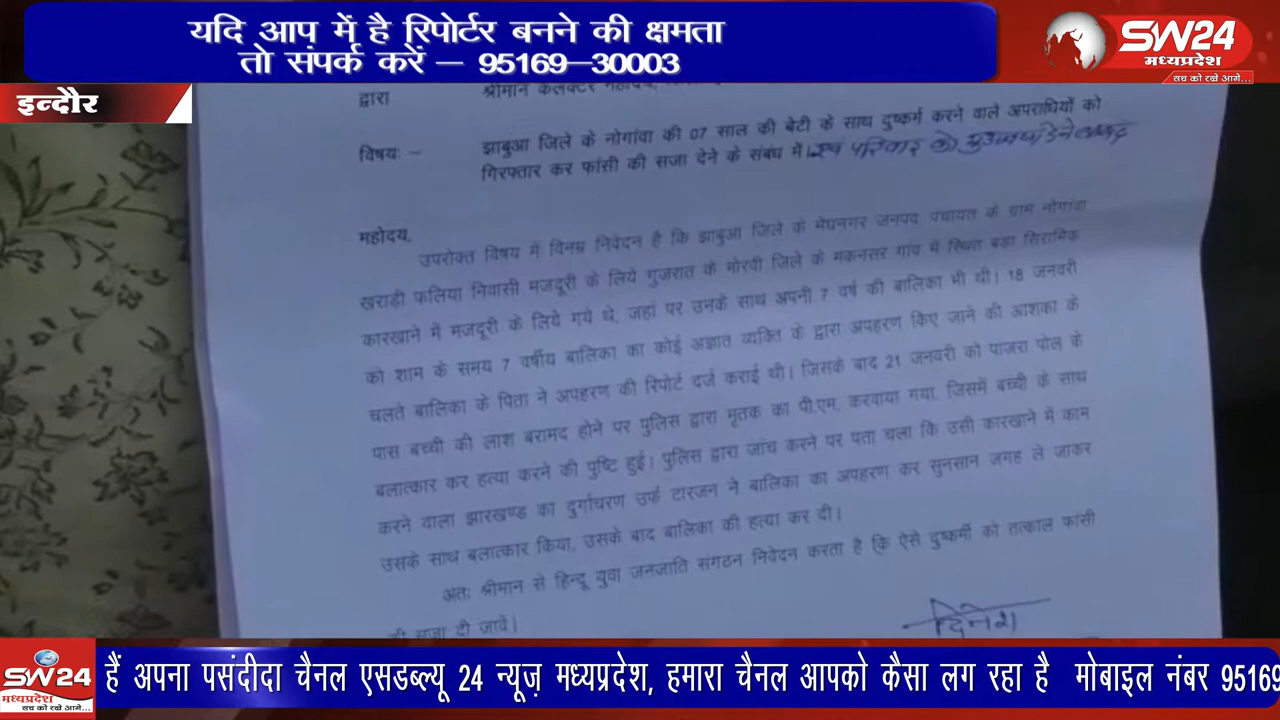 यदि आप में है रिपोर्टर बनने की क्षमता
तो संपर्क करें – 95169–30003
SW24
मध्यप्रदेश
सच को रखे आगे...
इन्दौर
द्वारा
श्रीमान कलेक्टर महोदय,
विषयः –
झाबुआ जिले के नोगांवा की 07 साल की बेटी के साथ दुष्कर्म करने वाले अपराधियों को
गिरफ्तार कर फांसी की सजा देने के संबंध में। परिवार को
महोदय,
उपरोक्त विषय में विनम्र निवेदन है कि झाबुआ जिले के मेघनगर जनपद पंचायत के ग्राम नोगांवा
खराड़ी फलिया निवासी मजदूरी के लिये गुजरात के मोरवी जिले के मकनसर गांव में स्थित बड़ा सिरामिक
कारखाने में मजदूरी के लिये गये थे, जहां पर उनके साथ अपनी 7 वर्ष की बालिका भी थी। 18 जनवरी
को शाम के समय 7 वर्षीय बालिका का कोई अज्ञात व्यक्ति के द्वारा अपहरण किए जाने की आशंका के
चलते बालिका के पिता ने अपहरण की रिपोर्ट दर्ज कराई थी। जिसके बाद 21 जनवरी को पांजरा पोल के
पास बच्ची की लाश बरामद होने पर पुलिस द्वारा मृतक का पी.एम. करवाया गया, जिसमें बच्ची के साथ
बलात्कार कर हत्या करने की पुष्टि हुई। पुलिस द्वारा जांच करने पर पता चला कि उसी कारखाने में काम
करने वाला झारखण्ड का दुर्गाचरण उर्फ टारजन ने बालिका का अपहरण कर सुनसान जगह ले जाकर
उसके साथ बलात्कार किया, उसके बाद बालिका की हत्या कर दी।
अतः श्रीमान से हिन्दू युवा जनजाति संगठन निवेदन करता है कि ऐसे दुष्कर्मी को तत्काल फांसी
की सजा दी जावें।
दिनेश
SW24
मध्यप्रदेश
सच को रखे आगे...
हैं अपना पसंदीदा चैनल एसडब्ल्यू 24 न्यूज़ मध्यप्रदेश, हमारा चैनल आपको कैसा लग रहा है मोबाइल नंबर 95169